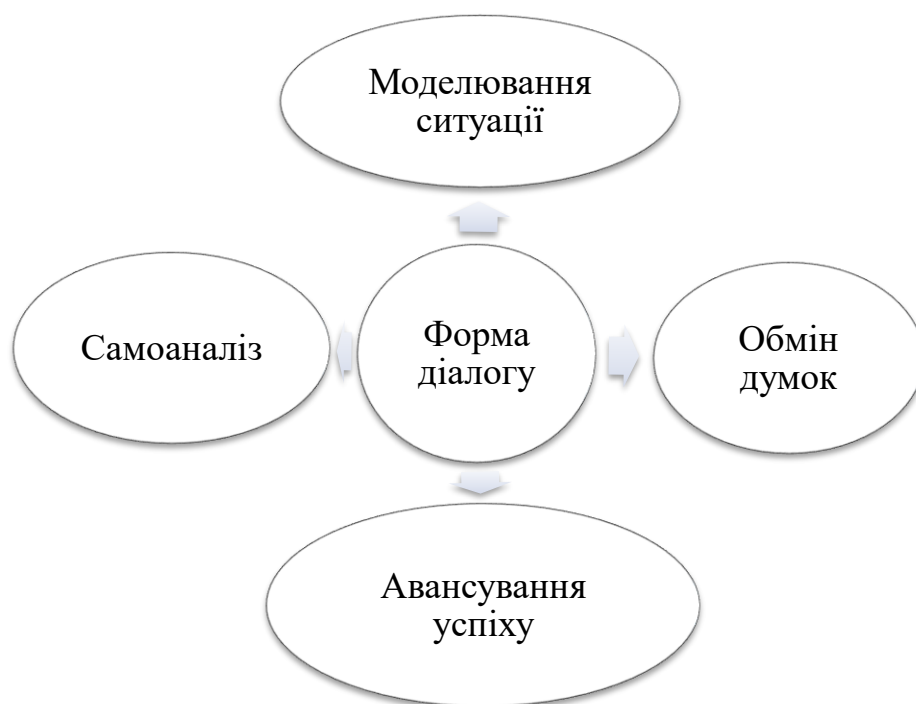 Моделювання
ситуації
Самоаналіз
Форма
діалогу
Обмін
думок
Авансування
успіху